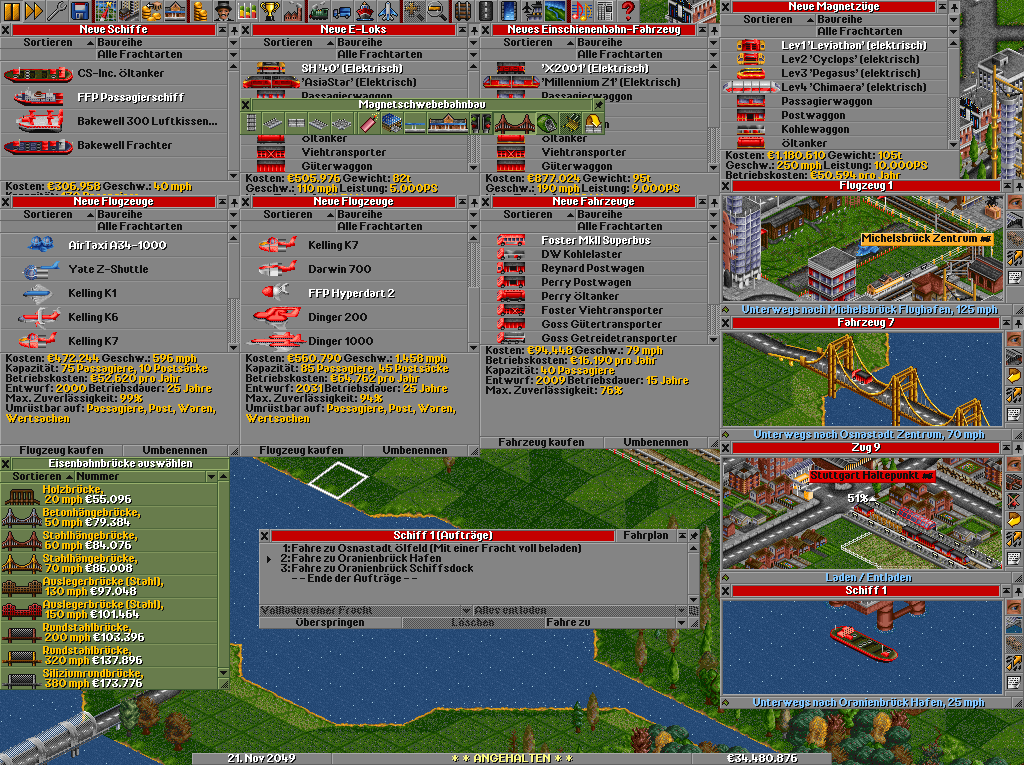 Neue Schiffe
Sortieren Baureihe
Alle Frachtarten
CS-Inc. Öltanker
FFP Passagierschiff
Bakewell 300 Luftkissen...
Bakewell Frachter
Kosten: €306.958 Geschw.: 40 mph
Neue E-Loks
Sortieren Baureihe
Alle Frachtarten
SH '40' (Elektrisch)
'AsiaStar' (Elektrisch)
Passagierwaggon
Öltanker
Viehtransporter
Güterwaggon
Kosten: €505.976 Gewicht: 82t
Geschw.: 110 mph Leistung: 5.000PS
Neues Einschienenbahn-Fahrzeug
Sortieren Baureihe
Alle Frachtarten
'X2001' (Elektrisch)
'Millennium Z1' (Elektrisch)
Passagierwaggon
Öltanker
Viehtransporter
Güterwaggon
Kosten: €877.024 Gewicht: 95t
Geschw.: 190 mph Leistung: 9.000PS
Magnetschwebebahnbau
Neue Magnetzüge
Sortieren Baureihe
Alle Frachtarten
Lev1 'Leviathan' (elektrisch)
Lev2 'Cyclops' (elektrisch)
Lev3 'Pegasus' (elektrisch)
Lev4 'Chimaera' (elektrisch)
Passagierwaggon
Postwaggon
Kohlewaggon
Öltanker
Kosten: €1.180.610 Gewicht: 105t
Geschw.: 250 mph Leistung: 10.000PS
Betriebskosten: €50.594 pro Jahr
Neue Flugzeuge
Sortieren Baureihe
Alle Frachtarten
AirTaxi A34-1000
Yate Z-Shuttle
Kelling K1
Kelling K6
Kelling K7
Kosten: €472.244 Geschw.: 596 mph
Kapazität: 75 Passagiere, 10 Postsäcke
Betriebskosten: €52.620 pro Jahr
Entwurf: 2000 Betriebsdauer: 25 Jahre
Max. Zuverlässigkeit: 99%
Umrüstbar auf: Passagiere, Post, Waren,
Wertsachen
Flugzeug kaufen Umbenennen
Neue Flugzeuge
Sortieren Baureihe
Alle Frachtarten
Kelling K7
Darwin 700
FFP Hyperdart 2
Dinger 200
Dinger 1000
Kosten: €560.790 Geschw.: 1.458 mph
Kapazität: 85 Passagiere, 45 Postsäcke
Betriebskosten: €64.762 pro Jahr
Entwurf: 2031 Betriebsdauer: 25 Jahre
Max. Zuverlässigkeit: 94%
Umrüstbar auf: Passagiere, Post, Waren,
Wertsachen
Flugzeug kaufen Umbenennen
Neue Fahrzeuge
Sortieren Baureihe
Alle Frachtarten
Foster MkII Superbus
DW Kohlelaster
Reynard Postwagen
Perry Postwagen
Perry Öltanker
Foster Viehtransporter
Goss Gütertransporter
Goss Getreidetransporter
Kosten: €94.448 Geschw.: 79 mph
Betriebskosten: €16.190 pro Jahr
Kapazität: 40 Passagiere
Entwurf: 2009 Betriebsdauer: 15 Jahre
Max. Zuverlässigkeit: 76%
Fahrzeug kaufen Umbenennen
Flugzeug 1
Michelsbrück Zentrum
Unterwegs nach Michelsbrück Flughafen, 125 mph
Fahrzeug 7
Unterwegs nach Osnastadt Zentrum, 70 mph
Zug 9
Stuttgart Haltepunkt
51%
Laden / Entladen
Schiff 1
Unterwegs nach Oranienbrück Hafen, 25 mph
Eisenbahnbrücke auswählen
Sortieren Nummer
Holzbrücke,
20 mph €55.096
Betonhängebrücke,
50 mph €79.384
Stahlhängebrücke,
60 mph €84.076
Stahlhängebrücke,
70 mph €86.008
Auslegerbrücke (Stahl),
130 mph €97.048
Auslegerbrücke (Stahl),
150 mph €101.464
Rundstahlbrücke,
200 mph €103.396
Rundstahlbrücke,
320 mph €137.896
Siliziumrundbrücke,
380 mph €173.776
Schiff 1 (Aufträge) Fahrplan
1: Fahre zu Osnastadt Ölfeld (Mit einer Fracht voll beladen)
2: Fahre zu Oranienbrück Hafen
3: Fahre zu Oranienbrück Schiffsdock
- - Ende der Aufträge - -
Vollladen einer Fracht Alles entladen
Überspringen Löschen Fahre zu
21. Nov 2049 * * ANGEHALTEN * * €34.480.876